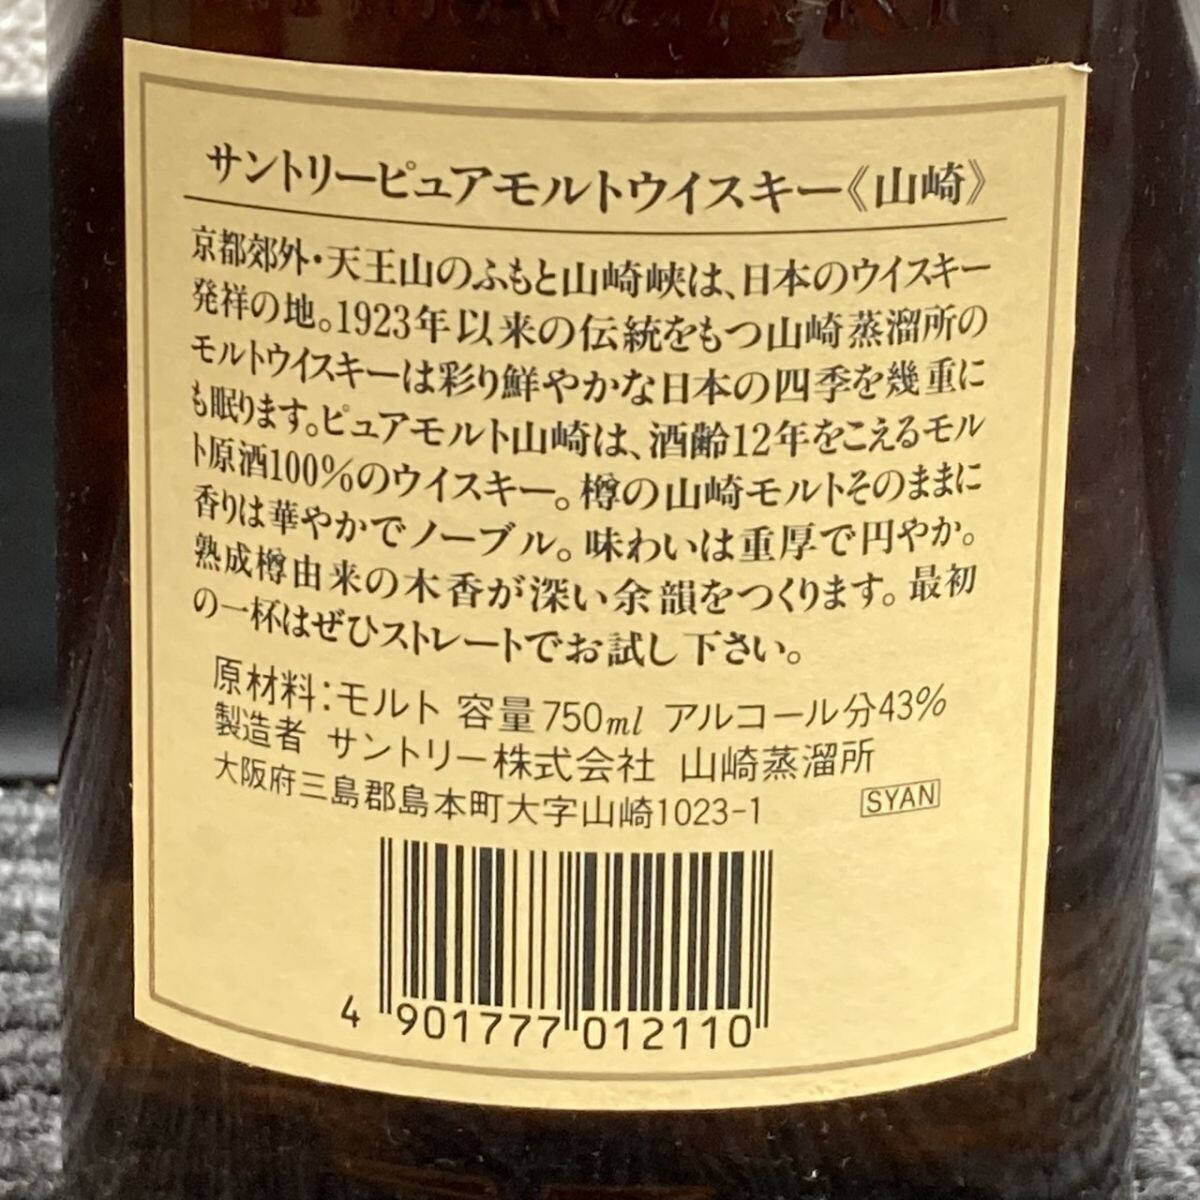 サントリーピュアモルトウイスキー《山崎》
京都郊外・天王山のふもと山崎峡は、日本のウイスキー
発祥の地。1923年以来の伝統をもつ山崎蒸溜所の
モルトウイスキーは彩り鮮やかな日本の四季を幾重に
も眠ります。ピュアモルト山崎は、酒齢12年をこえるモル
ト原酒100%のウイスキー。樽の山崎モルトそのままに
香りは華やかでノーブル。味わいは重厚で円やか。
熟成樽由来の木香が深い余韻をつくります。最初
の一杯はぜひストレートでお試し下さい。
原材料:モルト 容量750ml アルコール分43%
製造者 サントリー株式会社 山崎蒸溜所
大阪府三島郡島本町大字山崎1023-1
SYAN
4 901777 012110